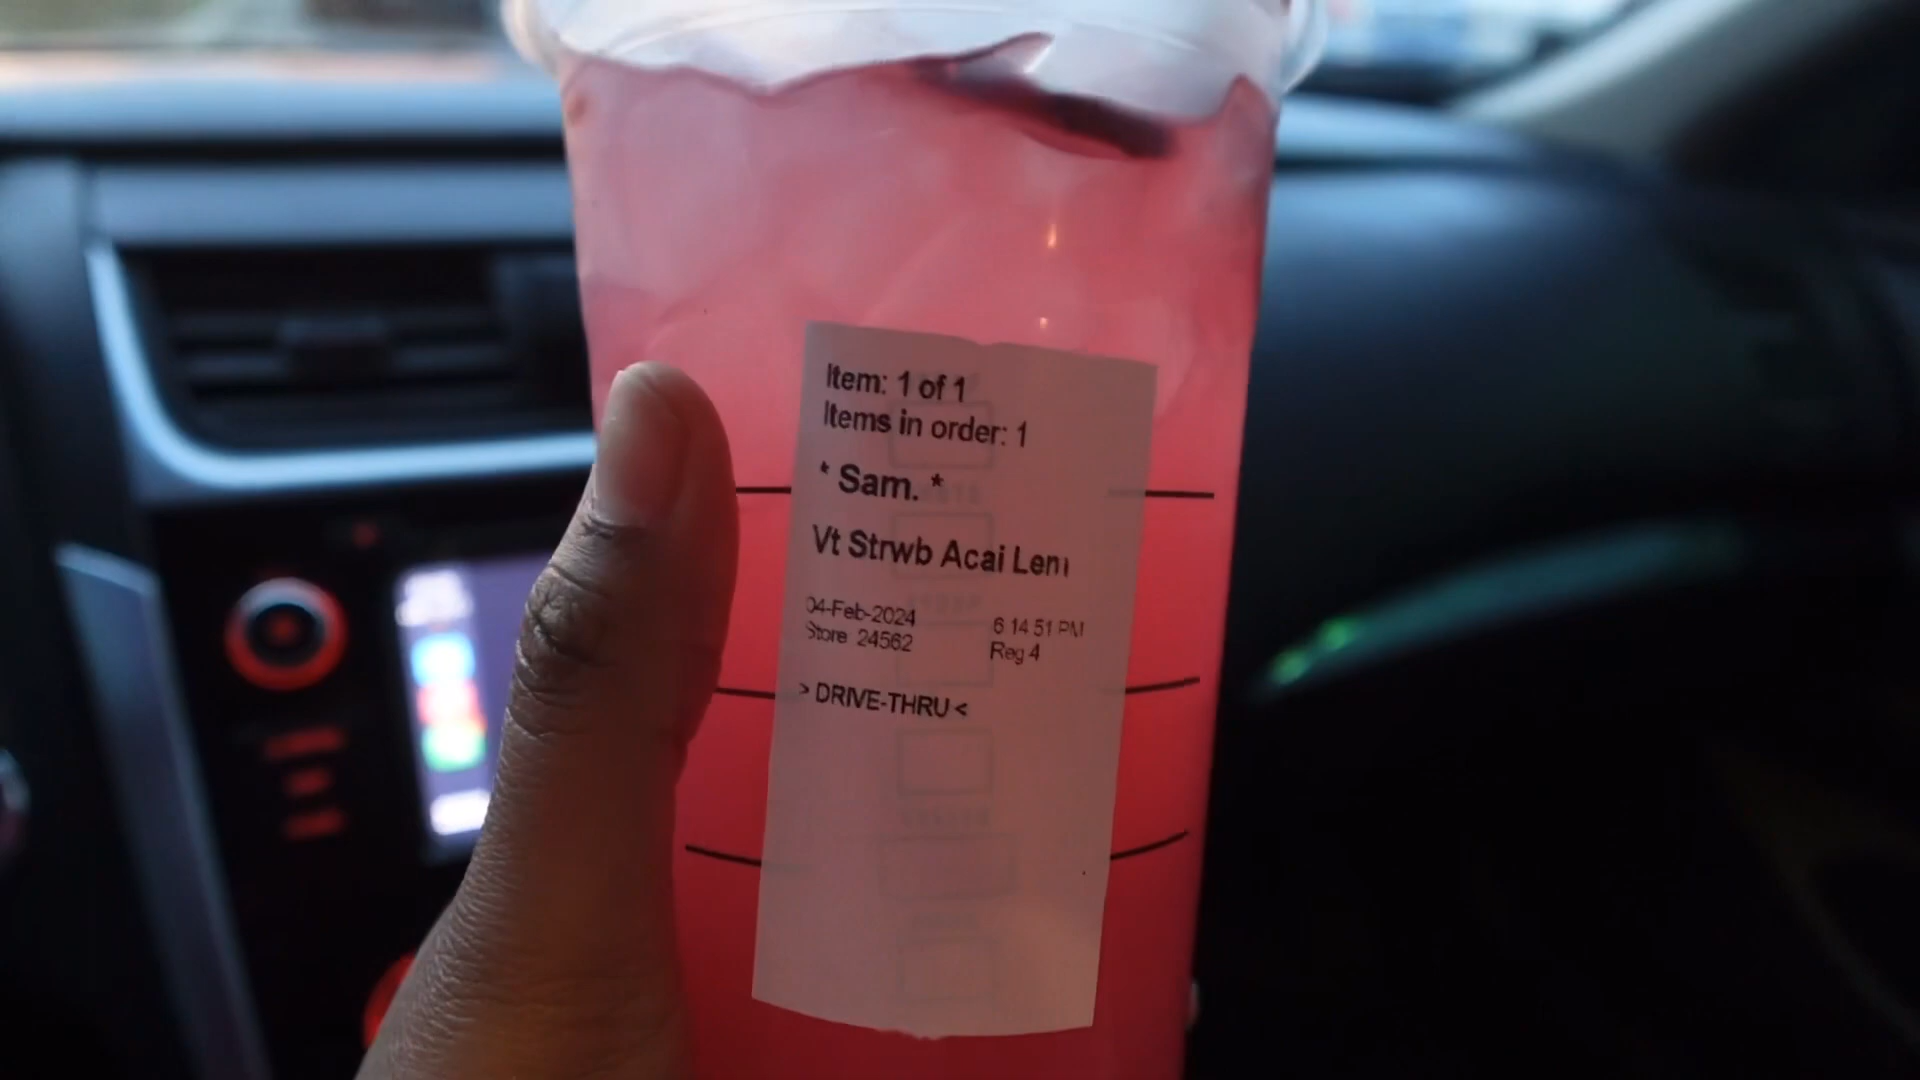 Item: 1 of 1
Items in order: 1
* Sam. *
Vt Strwb Acai Lem
04-Feb-2024 6:14:51 PM
Store 24562 Reg 4
> DRIVE-THRU <